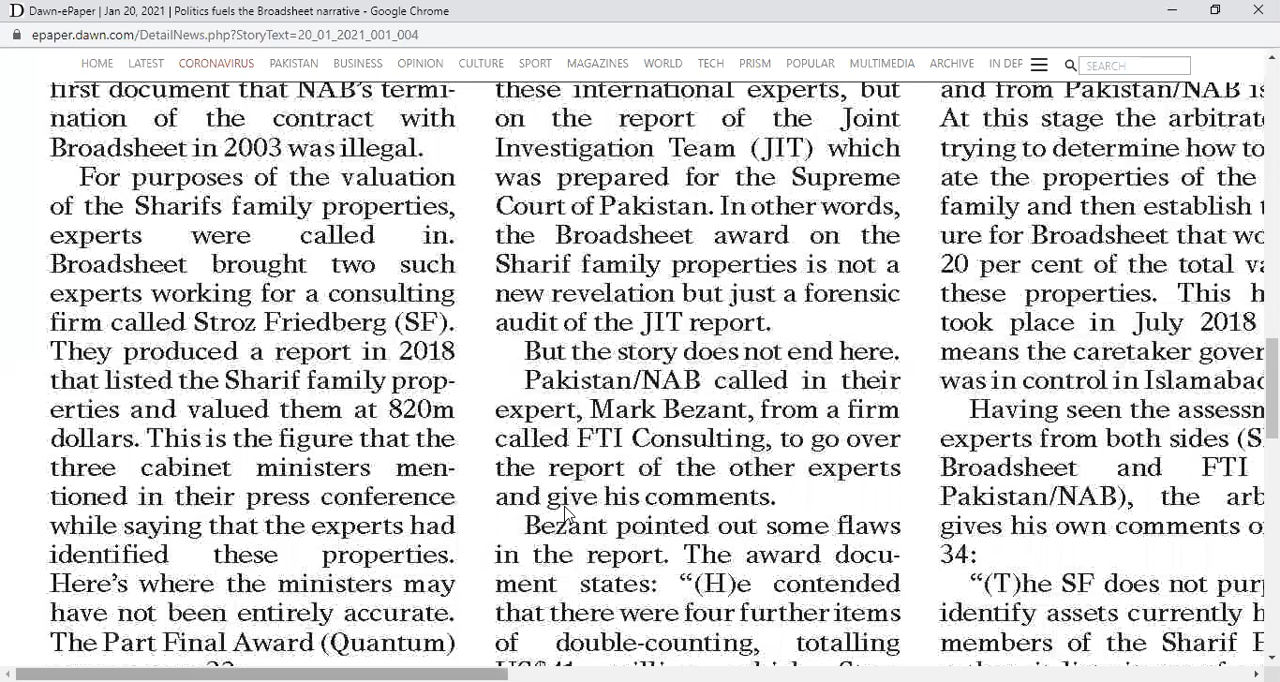 Dawn-ePaper | Jan 20, 2021 | Politics fuels the Broadsheet narrative - Google Chrome
epaper.dawn.com/DetailNews.php?StoryText=20_01_2021_001_004
HOME LATEST CORONAVIRUS PAKISTAN BUSINESS OPINION CULTURE SPORT MAGAZINES WORLD TECH PRISM POPULAR MULTIMEDIA ARCHIVE IN DEP SEARCH
first document that NAB's termi-
nation of the contract with
Broadsheet in 2003 was illegal.
For purposes of the valuation
of the Sharifs family properties,
experts were called in.
Broadsheet brought two such
experts working for a consulting
firm called Stroz Friedberg (SF).
They produced a report in 2018
that listed the Sharif family prop-
erties and valued them at 820m
dollars. This is the figure that the
three cabinet ministers men-
tioned in their press conference
while saying that the experts had
identified these properties.
Here's where the ministers may
have not been entirely accurate.
The Part Final Award (Quantum)
these international experts, but
on the report of the Joint
Investigation Team (JIT) which
was prepared for the Supreme
Court of Pakistan. In other words,
the Broadsheet award on the
Sharif family properties is not a
new revelation but just a forensic
audit of the JIT report.
But the story does not end here.
Pakistan/NAB called in their
expert, Mark Bezant, from a firm
called FTI Consulting, to go over
the report of the other experts
and give his comments.
Bezant pointed out some flaws
in the report. The award docu-
ment states: “(H)e contended
that there were four further items
of double-counting, totalling
and from Pakistan/NAB is
At this stage the arbitrat
trying to determine how to
ate the properties of the
family and then establish
ure for Broadsheet that wo
20 per cent of the total va
these properties. This h
took place in July 2018
means the caretaker gover
was in control in Islamabad
Having seen the assessm
experts from both sides (S
Broadsheet and FTI
Pakistan/NAB), the arb
gives his own comments o
34:
“(T)he SF does not purp
identify assets currently h
members of the Sharif F